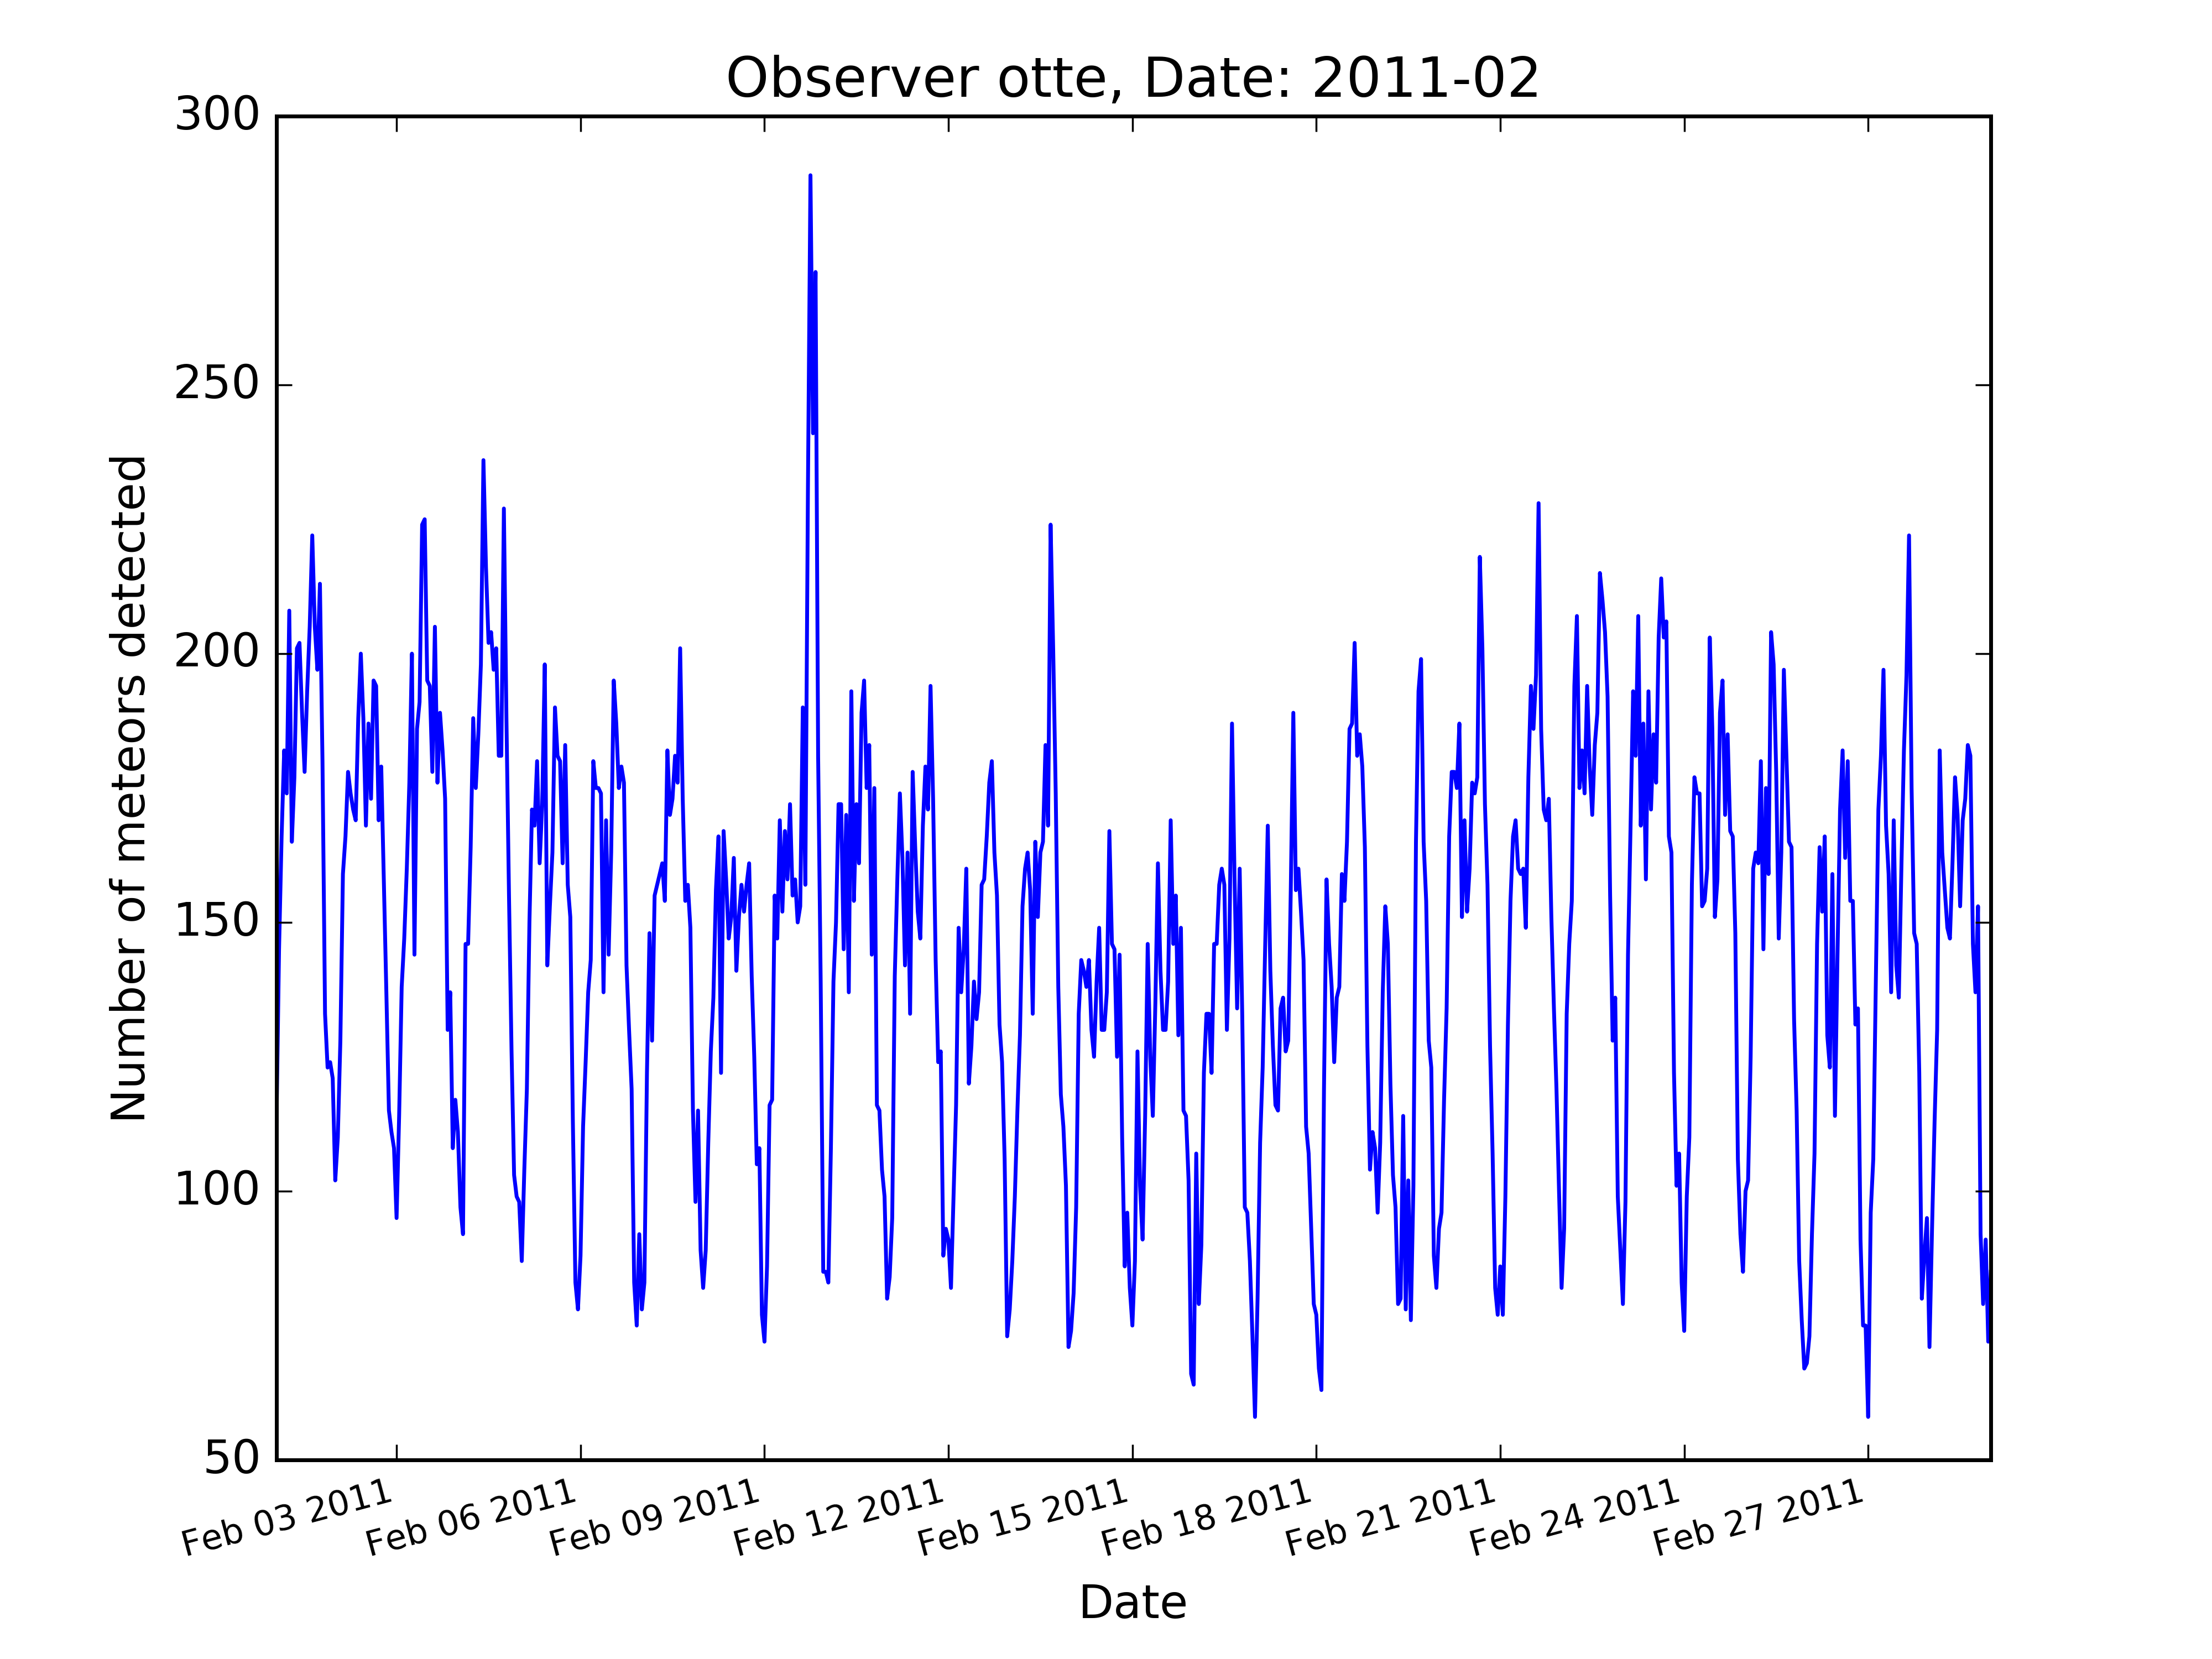 Observer otte, Date: 2011-02
300
250
200
150
100
50
Number of meteors detected
Feb 03 2011
Feb 06 2011
Feb 09 2011
Feb 12 2011
Feb 15 2011
Feb 18 2011
Feb 21 2011
Feb 24 2011
Feb 27 2011
Date